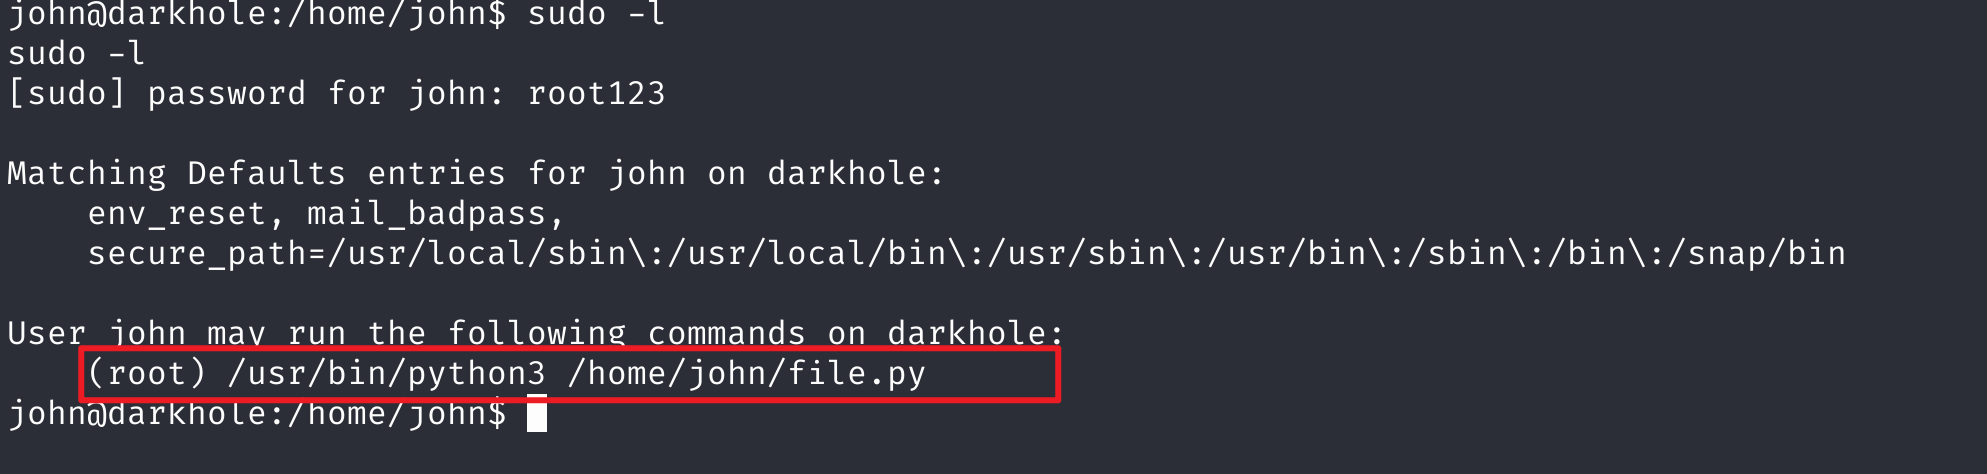 john@darkhole:/home/john$ sudo -l
sudo -l
[sudo] password for john: root123
Matching Defaults entries for john on darkhole:
    env_reset, mail_badpass,
    secure_path=/usr/local/sbin\:/usr/local/bin\:/usr/sbin\:/usr/bin\:/sbin\:/bin\:/snap/bin
User john may run the following commands on darkhole:
    (root) /usr/bin/python3 /home/john/file.py
john@darkhole:/home/john$